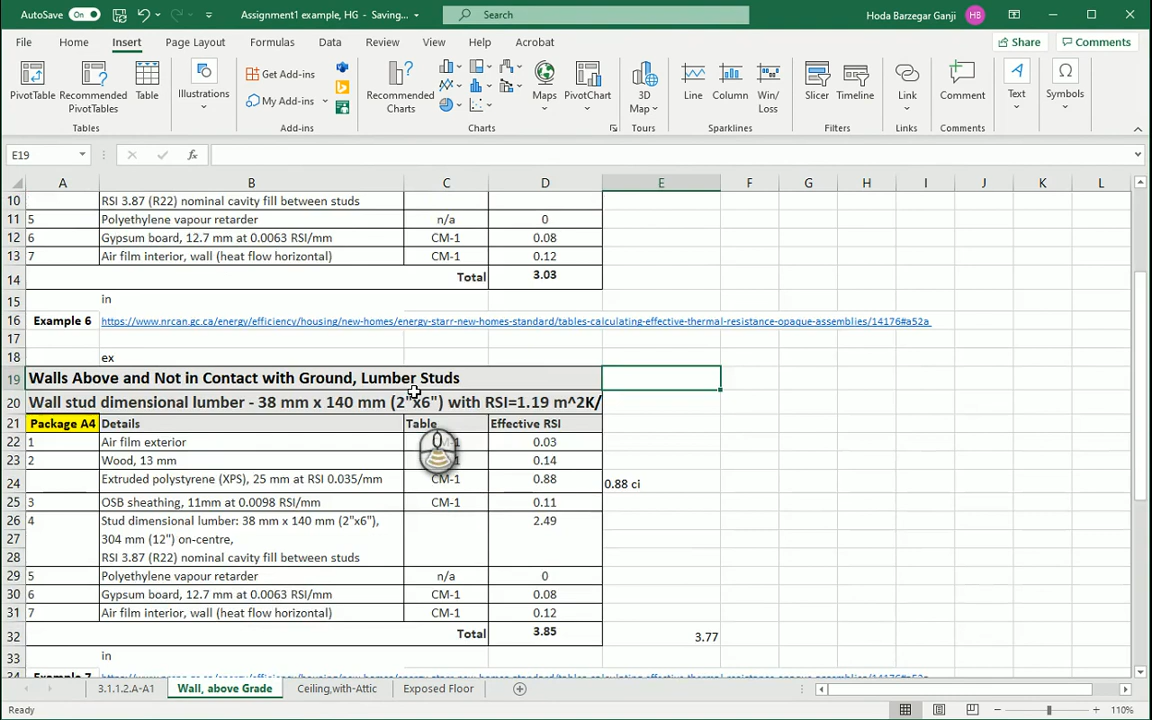 AutoSave On Assignment1 example, HG - Saving... Search Hoda Barzegar Ganji HB
File Home Insert Page Layout Formulas Data Review View Help Acrobat Share Comments
PivotTable Recommended PivotTables Table Illustrations Get Add-ins My Add-ins Recommended Charts Maps PivotChart 3D Map Line Column Win/ Loss Slicer Timeline Link Comment Text Symbols
Tables Add-ins Charts Tours Sparklines Filters Links Comments
E19 fx
A B C D E F G H I J K L
10 RSI 3.87 (R22) nominal cavity fill between studs
11 5 Polyethylene vapour retarder n/a 0
12 6 Gypsum board, 12.7 mm at 0.0063 RSI/mm CM-1 0.08
13 7 Air film interior, wall (heat flow horizontal) CM-1 0.12
14 Total 3.03
15 in
16 Example 6 https://www.nrcan.gc.ca/energy/efficiency/housing/new-homes/energy-starr-new-homes-standard/tables-calculating-effective-thermal-resistance-opaque-assemblies/14176#a52a
17
18 ex
19 Walls Above and Not in Contact with Ground, Lumber Studs
20 Wall stud dimensional lumber - 38 mm x 140 mm (2"x6") with RSI=1.19 m^2K/
21 Package A4 Details Table Effective RSI
22 1 Air film exterior CM-1 0.03
23 2 Wood, 13 mm 0.14
24 Extruded polystyrene (XPS), 25 mm at RSI 0.035/mm CM-1 0.88 0.88 ci
25 3 OSB sheathing, 11mm at 0.0098 RSI/mm CM-1 0.11
26 4 Stud dimensional lumber: 38 mm x 140 mm (2"x6"), 2.49
27 304 mm (12") on-centre,
28 RSI 3.87 (R22) nominal cavity fill between studs
29 5 Polyethylene vapour retarder n/a 0
30 6 Gypsum board, 12.7 mm at 0.0063 RSI/mm CM-1 0.08
31 7 Air film interior, wall (heat flow horizontal) CM-1 0.12
32 Total 3.85 3.77
33 in
34 Example 7
3.1.1.2.A-A1 Wall, above Grade Ceiling,with-Attic Exposed Floor
110%